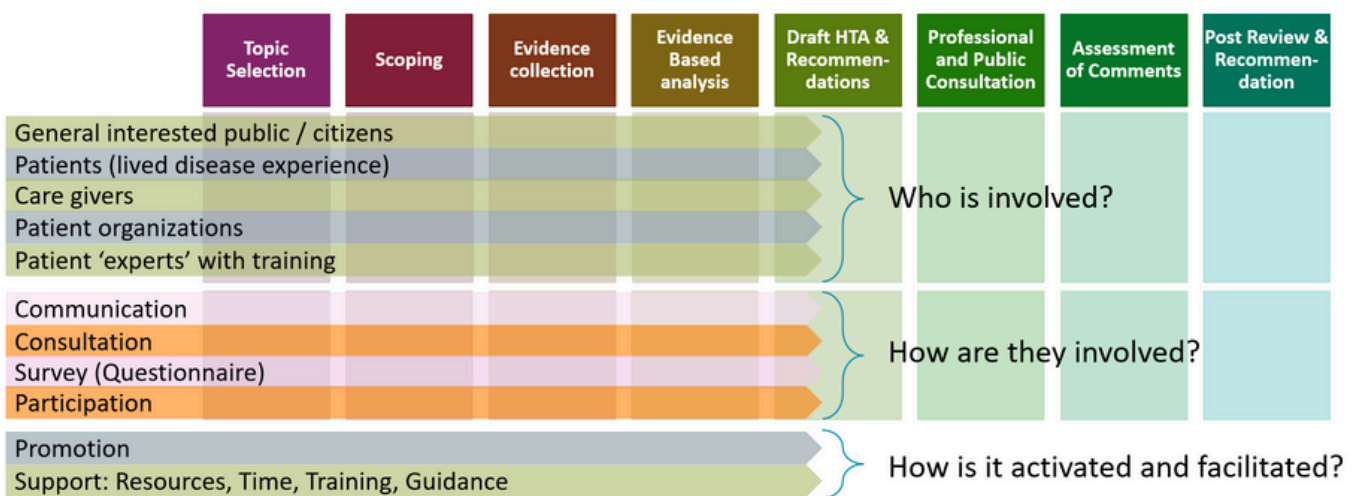 Topic
Selection
Scoping
Evidence
collection
Evidence
Based
analysis
Draft HTA &
Recommen-
dations
Professional
and Public
Consultation
Assessment
of Comments
Post Review &
Recommen-
dation
General interested public / citizens
Patients (lived disease experience)
Care givers
Patient organizations
Patient ‘experts’ with training
Who is involved?
Communication
Consultation
Survey (Questionnaire)
Participation
How are they involved?
Promotion
Support: Resources, Time, Training, Guidance
How is it activated and facilitated?